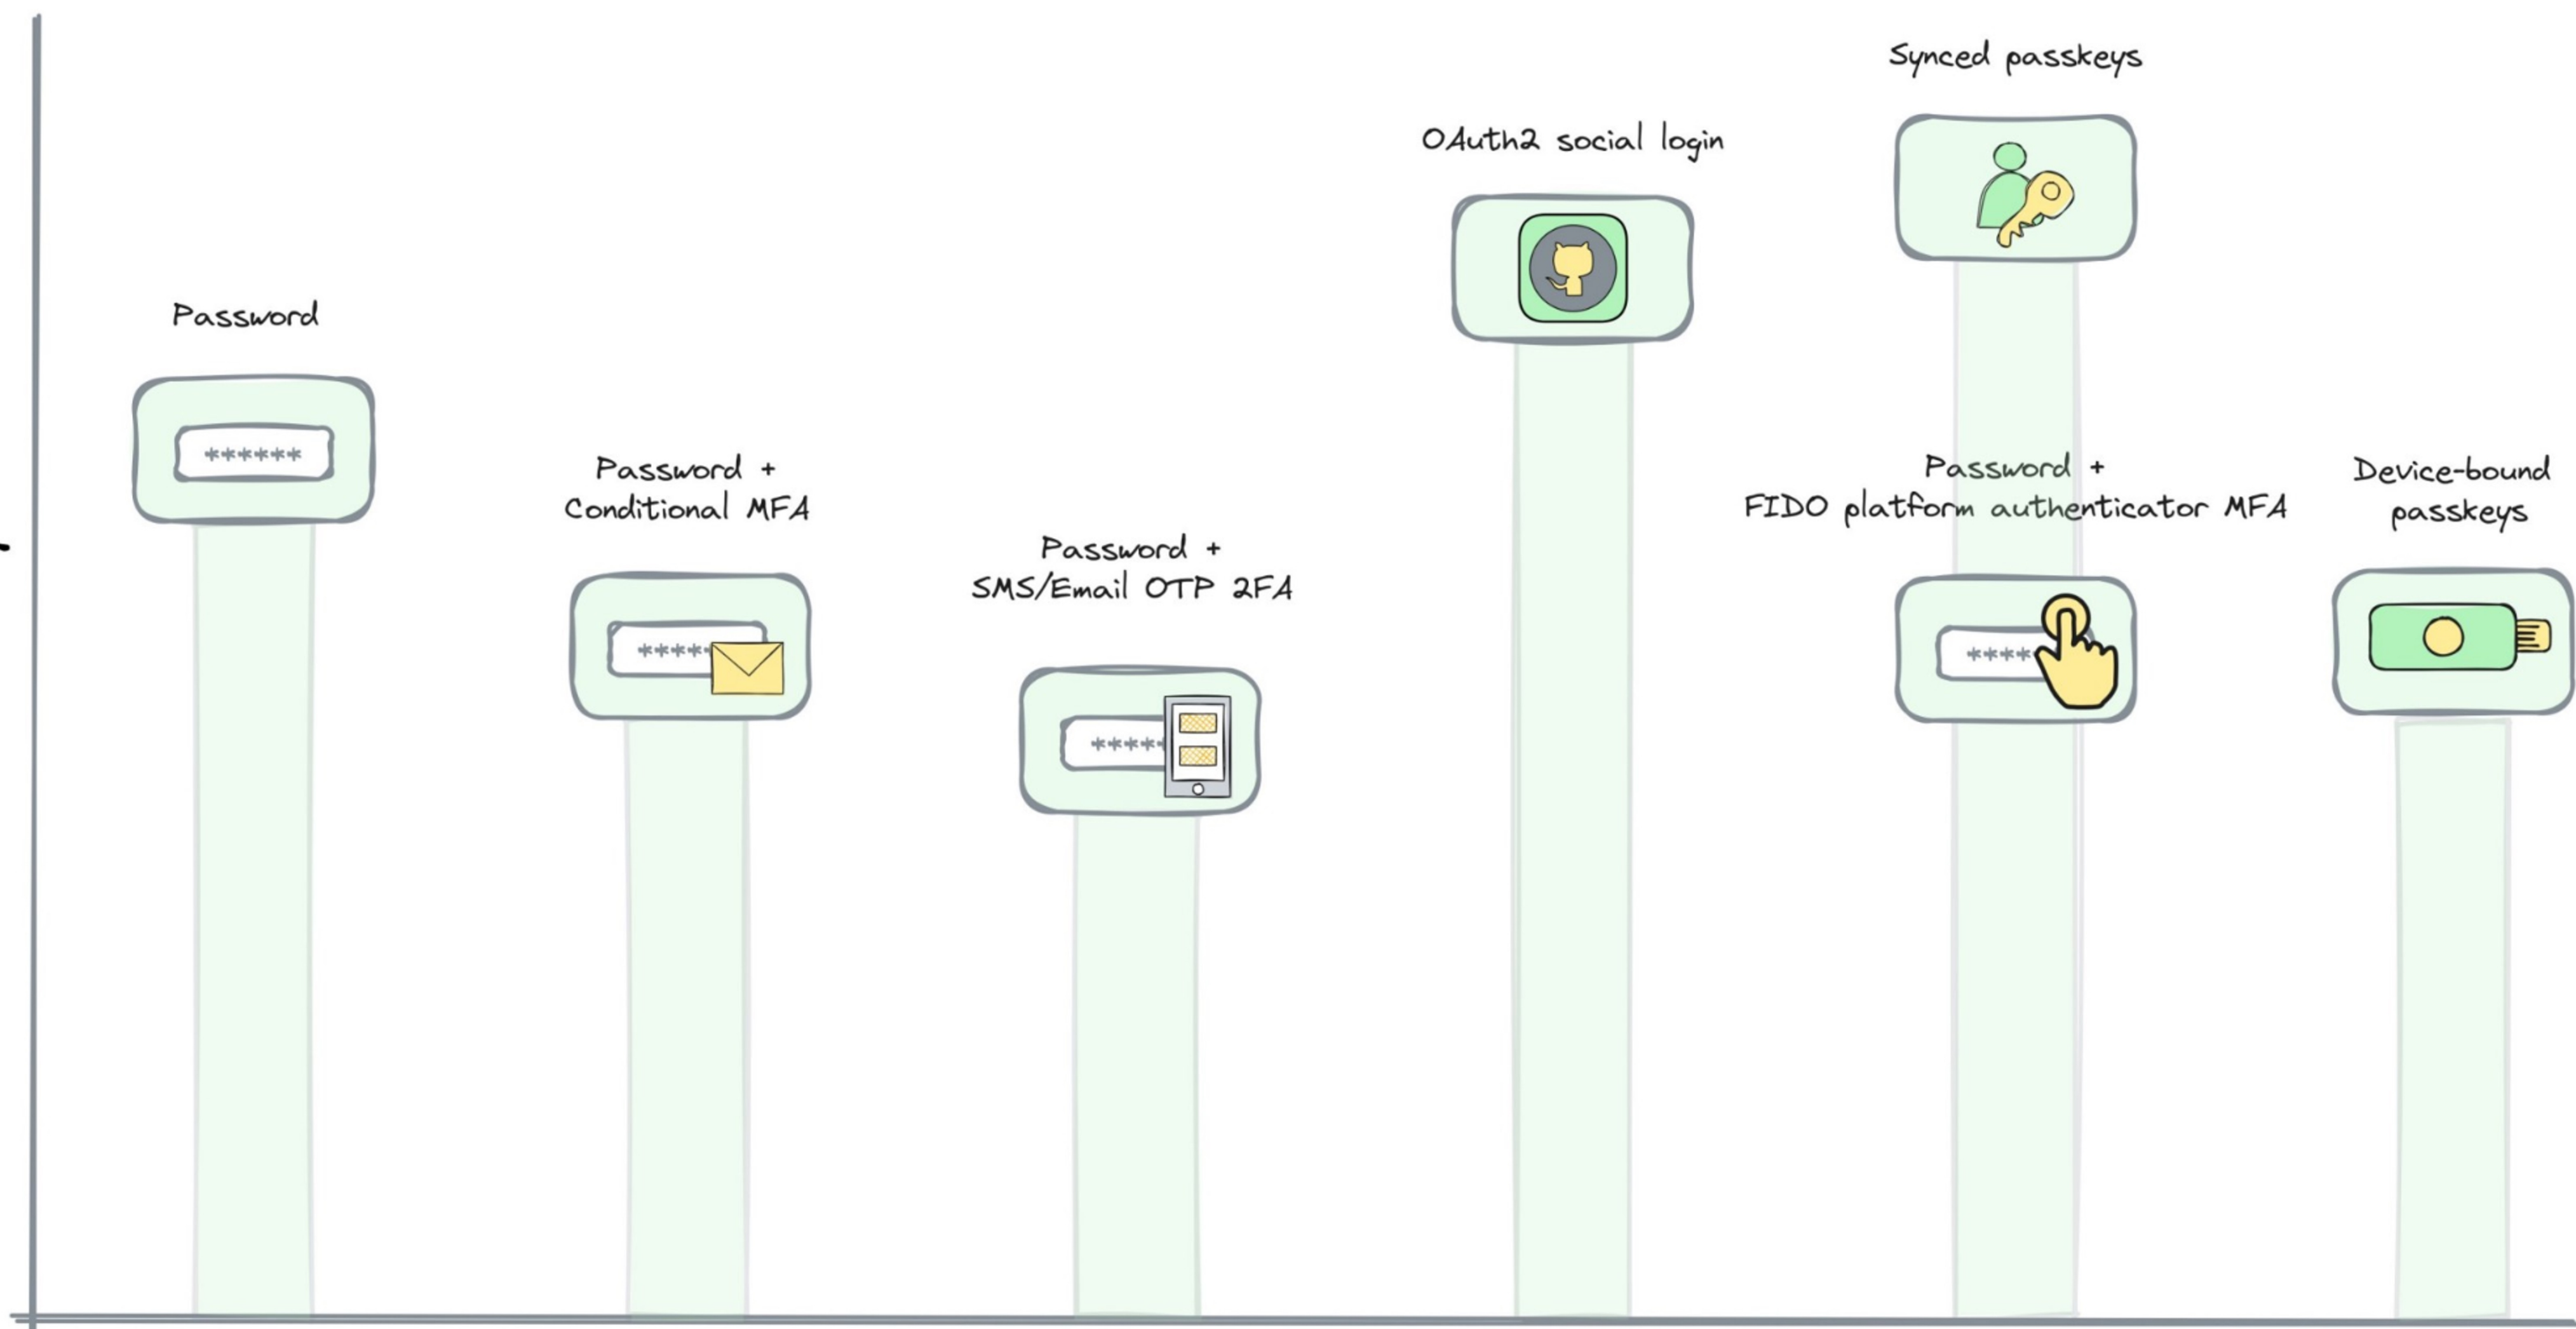 Synced passkeys
OAuth2 social login
Password
******
Password +
Conditional MFA
*****
Password +
SMS/Email OTP 2FA
*****
Password +
FIDO platform authenticator MFA
****
Device-bound
passkeys